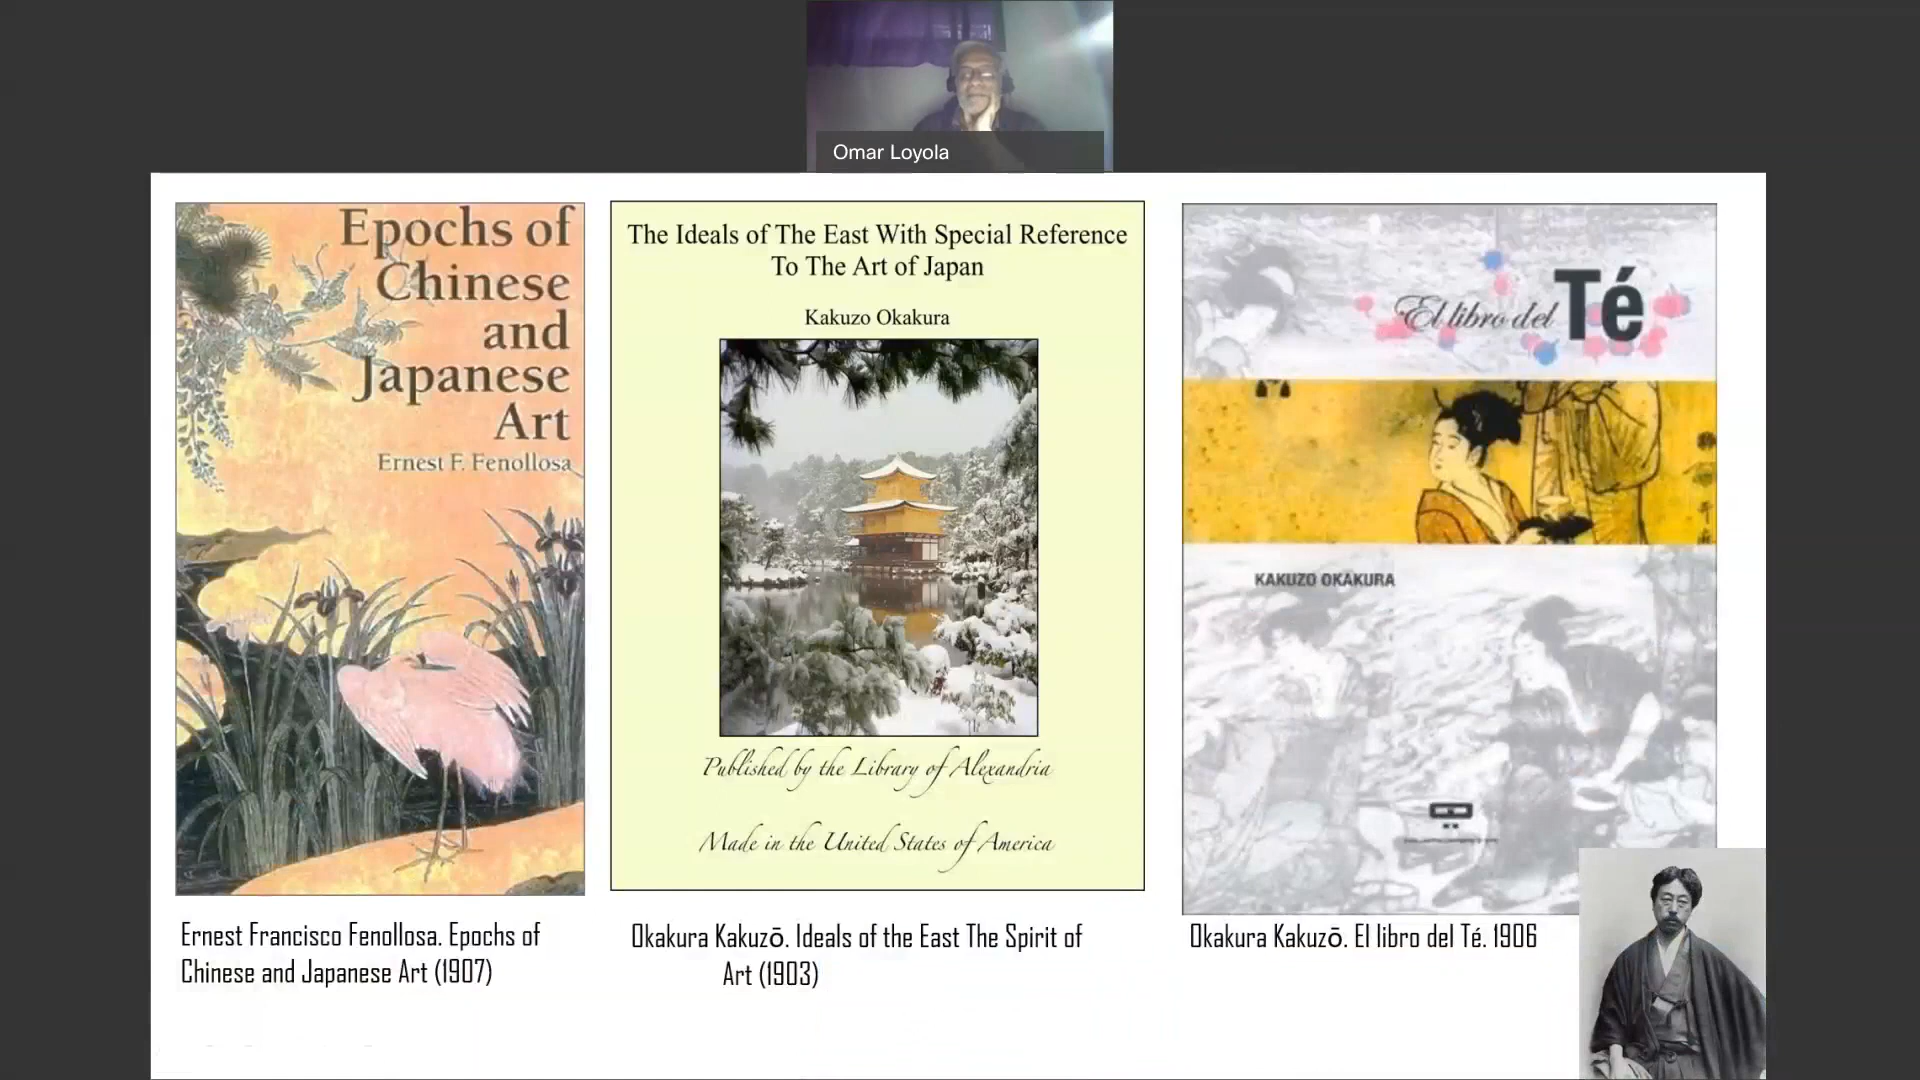 Omar Loyola
Epochs of
Chinese
and
Japanese
Art
Ernest F. Fenollosa
The Ideals of The East With Special Reference
To The Art of Japan
Kakuzo Okakura
Published by the Library of Alexandria
Made in the United States of America
El libro del Té
KAKUZO OKAKURA
Ernest Francisco Fenollosa. Epochs of
Chinese and Japanese Art (1907)
Okakura Kakuzō. Ideals of the East The Spirit of
Art (1903)
Okakura Kakuzō. El libro del Té. 1906